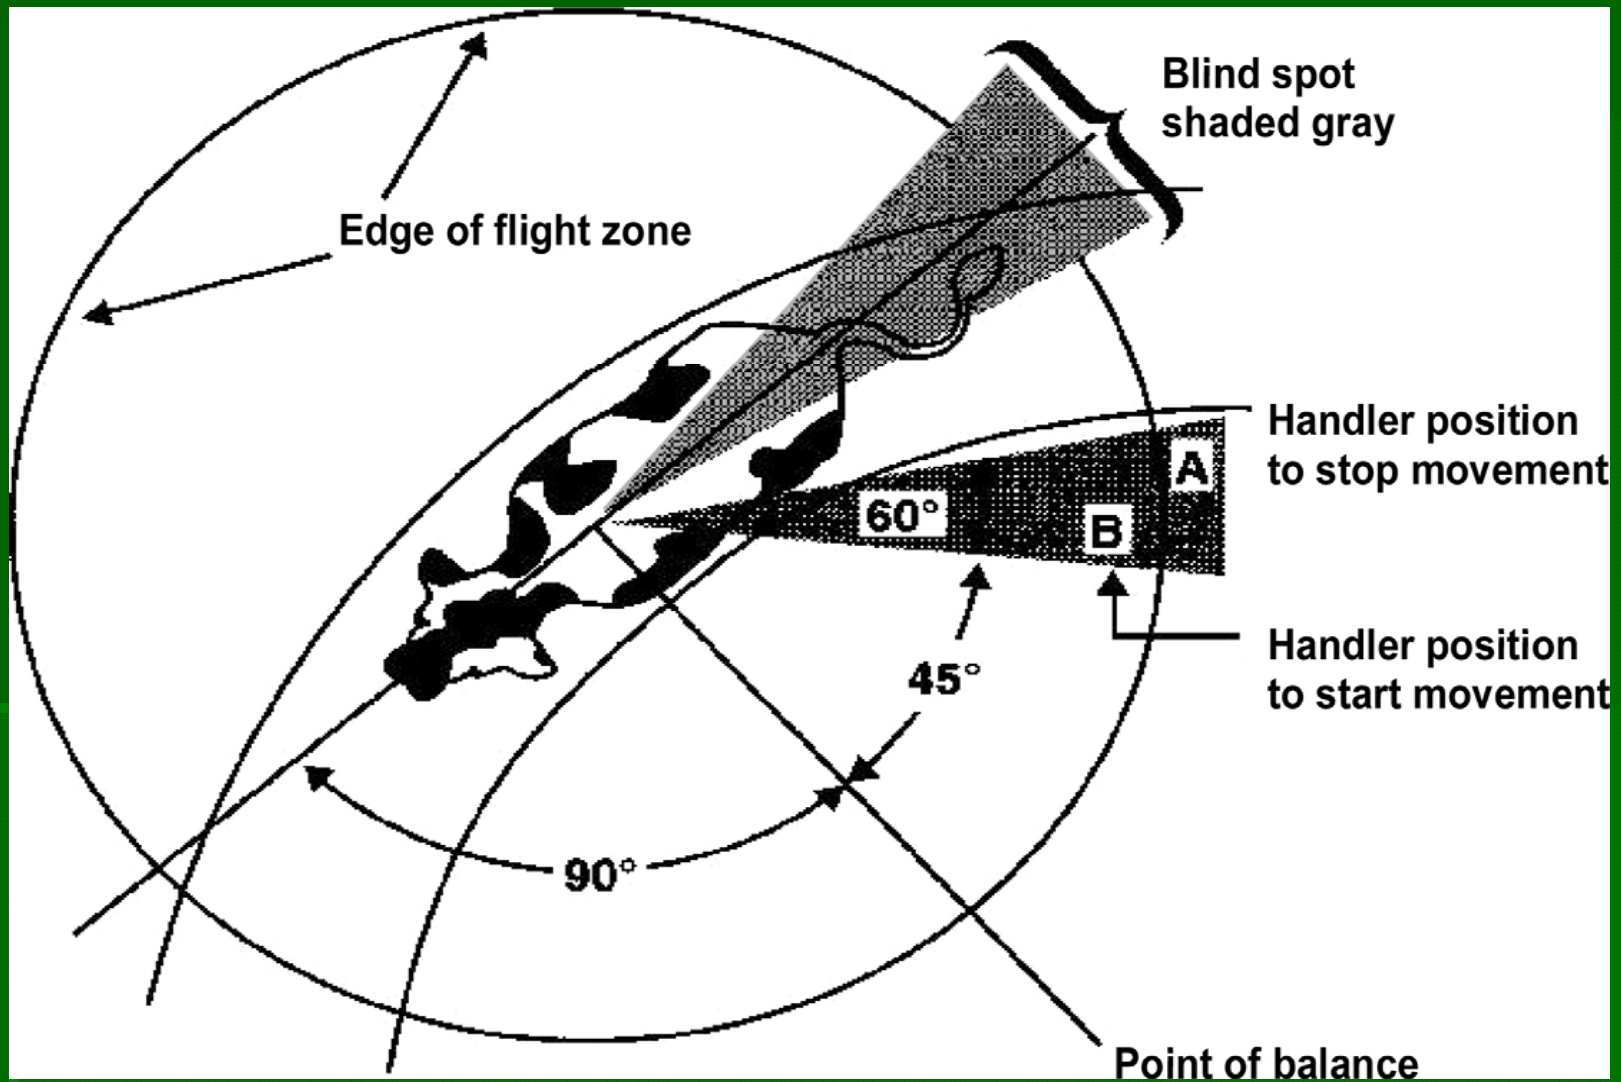 Blind spot
shaded gray
Edge of flight zone
Handler position
to stop movement
A
60°
B
Handler position
to start movement
45°
90°
Point of balance